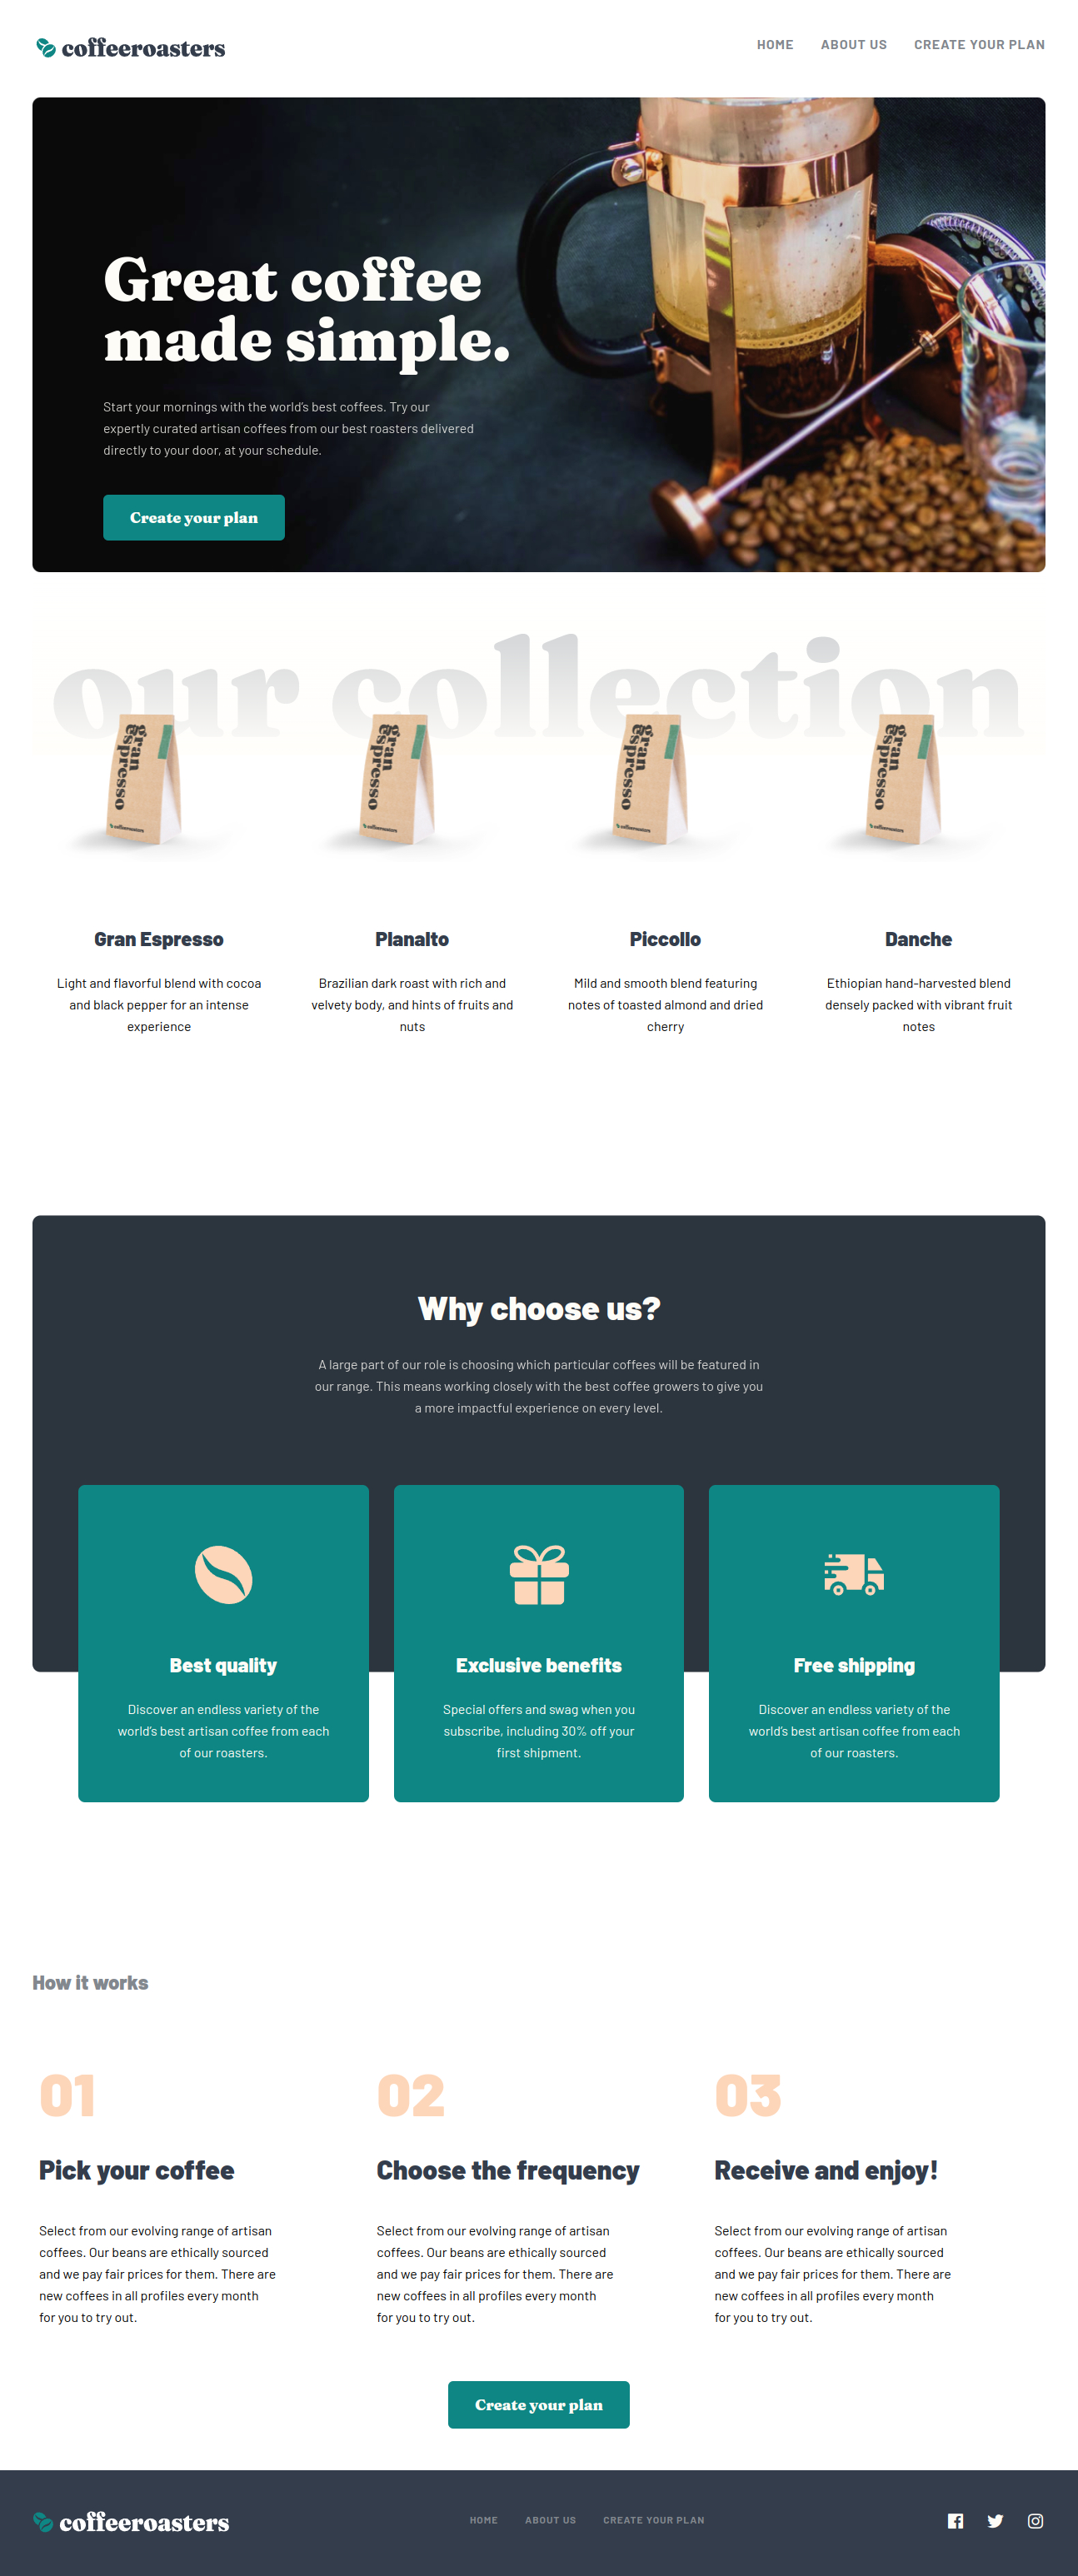 coffeeroasters
HOME ABOUT US CREATE YOUR PLAN
Great coffee
made simple.
Start your mornings with the world's best coffees. Try our
expertly curated artisan coffees from our best roasters delivered
directly to your door, at your schedule.
Create your plan
our collection
gran
espresso
coffeeroasters
gran
espresso
coffeeroasters
gran
espresso
coffeeroasters
gran
espresso
coffeeroasters
Gran Espresso
Light and flavorful blend with cocoa
and black pepper for an intense
experience
Planalto
Brazilian dark roast with rich and
velvety body, and hints of fruits and
nuts
Piccollo
Mild and smooth blend featuring
notes of toasted almond and dried
cherry
Danche
Ethiopian hand-harvested blend
densely packed with vibrant fruit
notes
Why choose us?
A large part of our role is choosing which particular coffees will be featured in
our range. This means working closely with the best coffee growers to give you
a more impactful experience on every level.
Best quality
Discover an endless variety of the
world's best artisan coffee from each
of our roasters.
Exclusive benefits
Special offers and swag when you
subscribe, including 30% off your
first shipment.
Free shipping
Discover an endless variety of the
world's best artisan coffee from each
of our roasters.
How it works
01
Pick your coffee
Select from our evolving range of artisan
coffees. Our beans are ethically sourced
and we pay fair prices for them. There are
new coffees in all profiles every month
for you to try out.
02
Choose the frequency
Select from our evolving range of artisan
coffees. Our beans are ethically sourced
and we pay fair prices for them. There are
new coffees in all profiles every month
for you to try out.
03
Receive and enjoy!
Select from our evolving range of artisan
coffees. Our beans are ethically sourced
and we pay fair prices for them. There are
new coffees in all profiles every month
for you to try out.
Create your plan
coffeeroasters
HOME ABOUT US CREATE YOUR PLAN